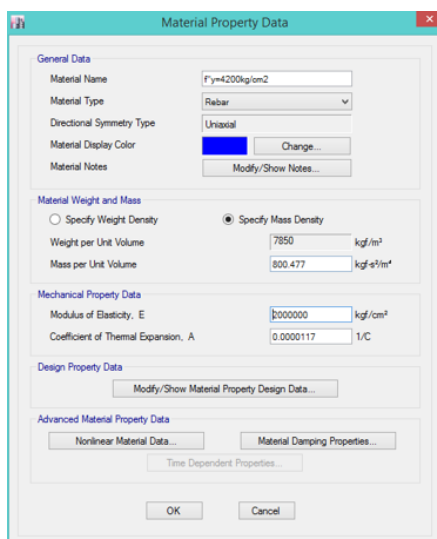 Material Property Data
General Data
Material Name f'y=4200kg/cm2
Material Type Rebar
Directional Symmetry Type Uniaxial
Material Display Color Change...
Material Notes Modify/Show Notes...
Material Weight and Mass
Specify Weight Density Specify Mass Density
Weight per Unit Volume 7850 kgf/m³
Mass per Unit Volume 800.477 kgf-s²/m⁴
Mechanical Property Data
Modulus of Elasticity, E 2000000 kgf/cm²
Coefficient of Thermal Expansion, A 0.0000117 1/C
Design Property Data
Modify/Show Material Property Design Data...
Advanced Material Property Data
Nonlinear Material Data... Material Damping Properties...
Time Dependent Properties...
OK Cancel